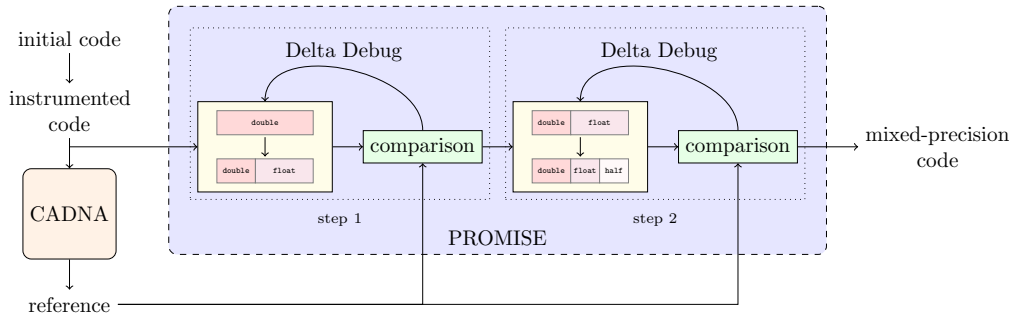 initial code
instrumented
code
CADNA
reference
Delta Debug
double
double float
comparison
step 1
Delta Debug
double float
double float half
comparison
step 2
PROMISE
mixed-precision
code